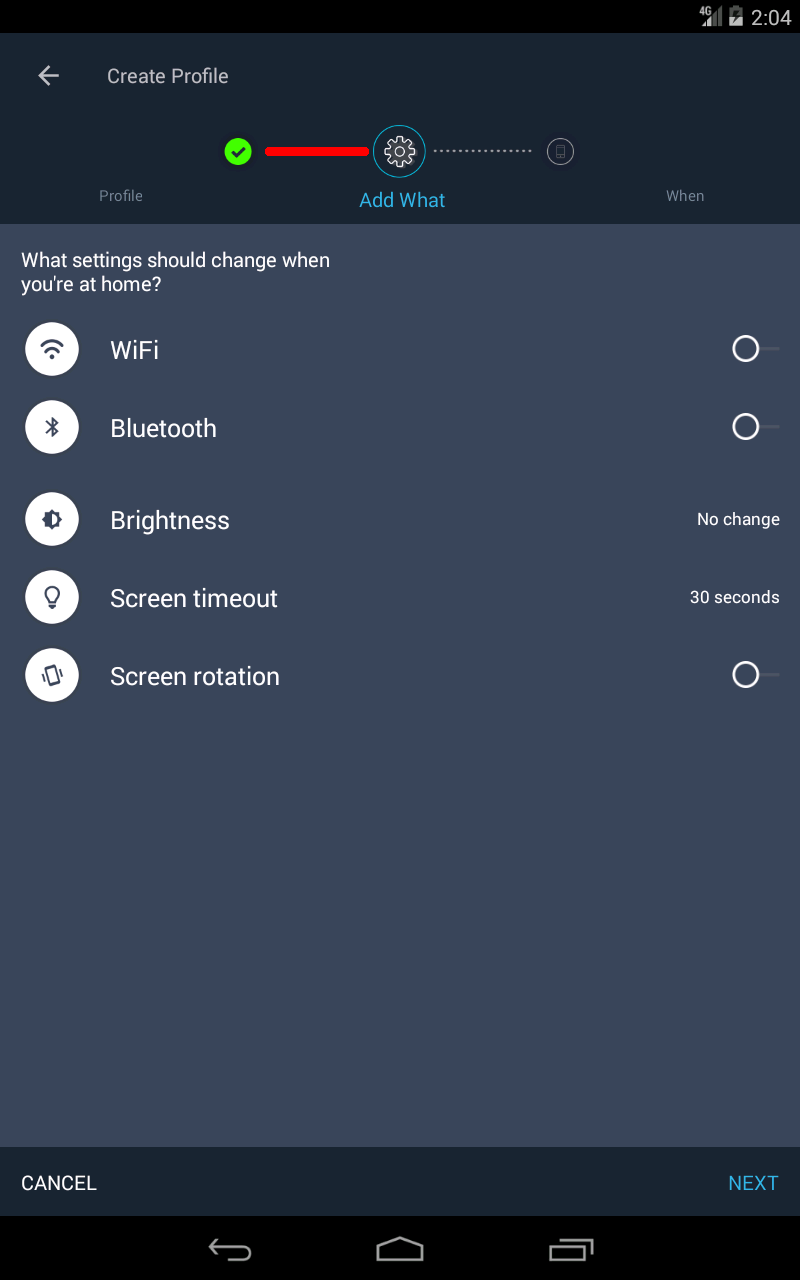 4G 2:04
Create Profile
Profile
Add What
When
What settings should change when
you're at home?
WiFi
Bluetooth
Brightness
No change
Screen timeout
30 seconds
Screen rotation
CANCEL
NEXT